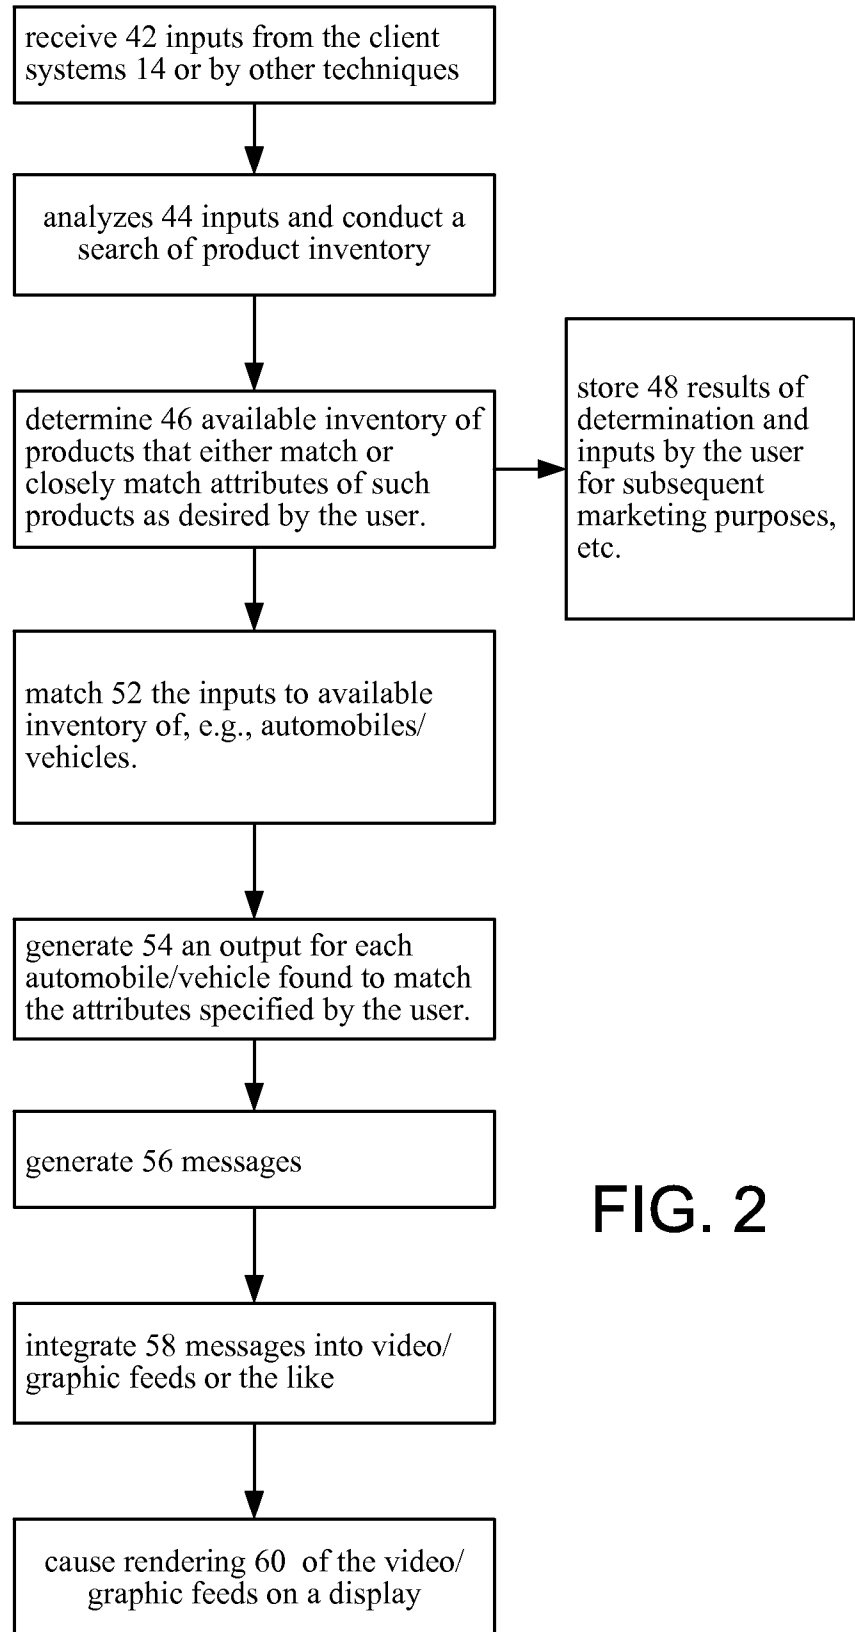 receive 42 inputs from the client
systems 14 or by other techniques
analyzes 44 inputs and conduct a
search of product inventory
determine 46 available inventory of
products that either match or
closely match attributes of such
products as desired by the user.
store 48 results of
determination and
inputs by the user
for subsequent
marketing purposes,
etc.
match 52 the inputs to available
inventory of, e.g., automobiles/
vehicles.
generate 54 an output for each
automobile/vehicle found to match
the attributes specified by the user.
generate 56 messages
FIG. 2
integrate 58 messages into video/
graphic feeds or the like
cause rendering 60 of the video/
graphic feeds on a display